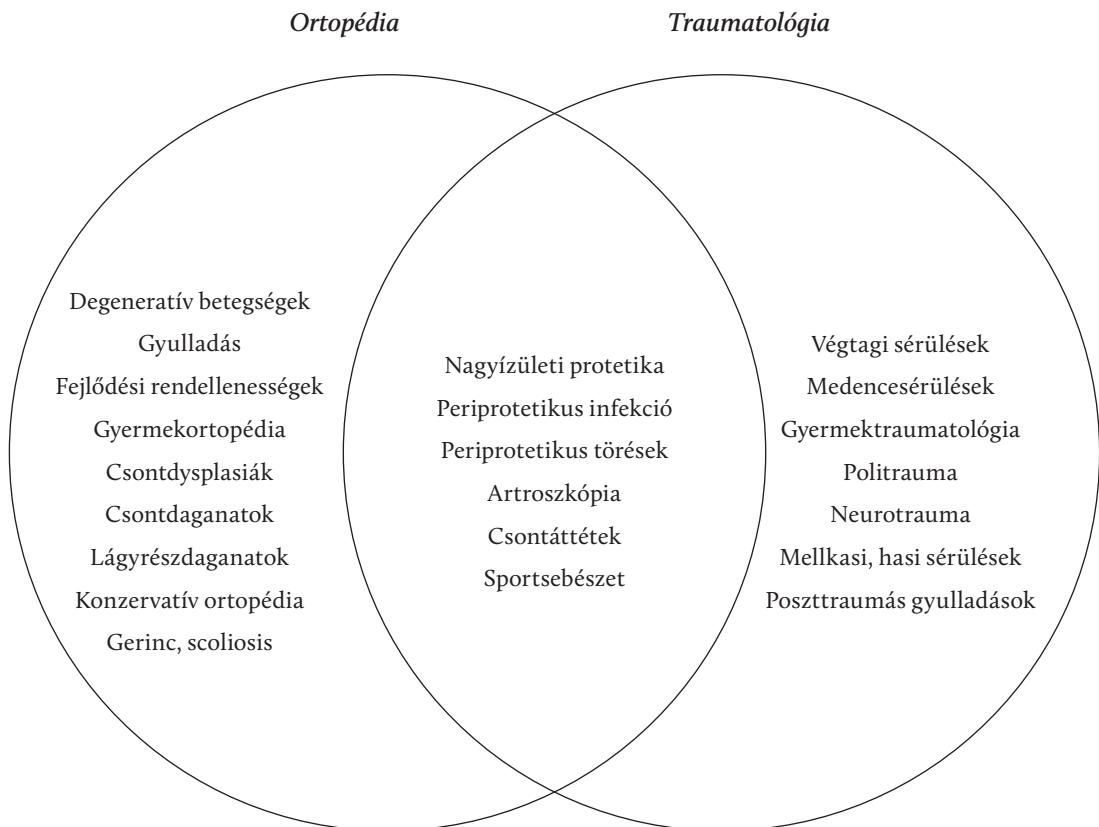 Ortopédia
Traumatológia
Degeneratív betegségek
Gyulladás
Fejlődési rendellenességek
Gyermekortopédia
Csontdysplasiák
Csontdaganatok
Lágyrészdaganatok
Konzervatív ortopédia
Gerinc, scoliosis
Nagyízületi protetika
Periprotetikus infekció
Periprotetikus törések
Artroszkópia
Csontáttétek
Sportsebészet
Végtagi sérülések
Medencesérülések
Gyermektraumatológia
Politrauma
Neurotrauma
Mellkasi, hasi sérülések
Poszttraumás gyulladások